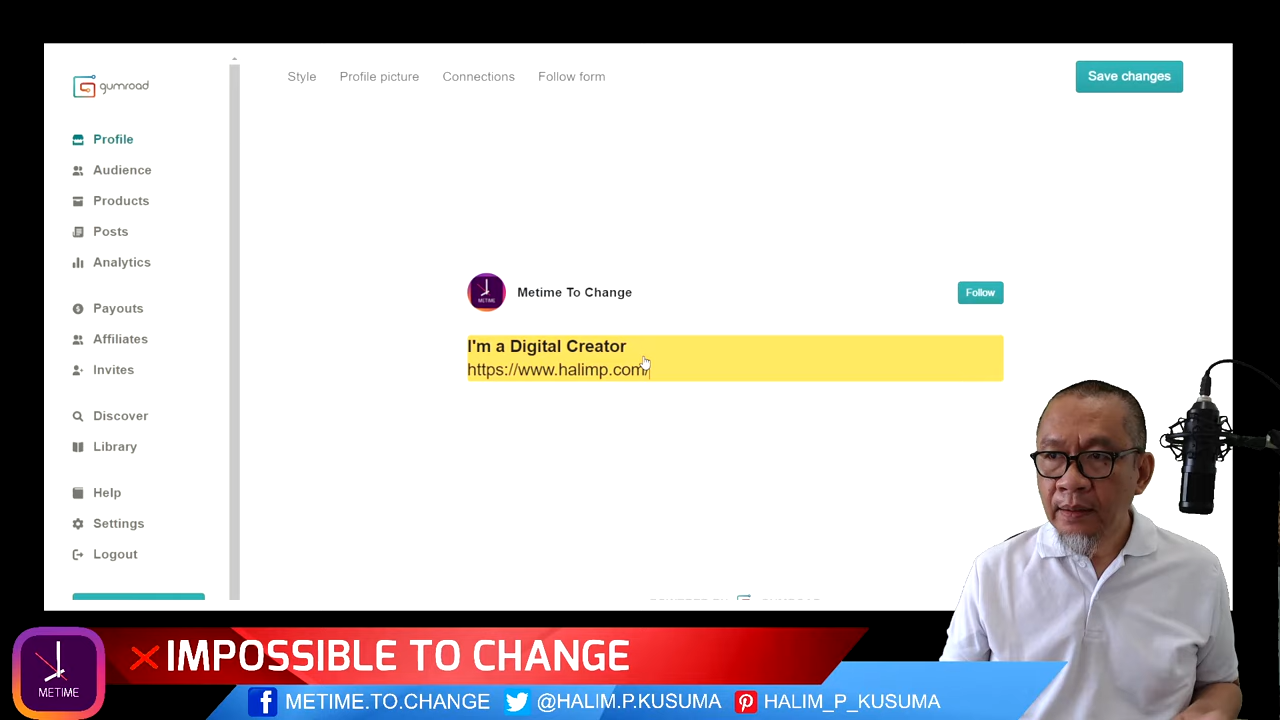 gumroad
Style Profile picture Connections Follow form
Save changes
Profile
Audience
Products
Posts
Analytics
Payouts
Affiliates
Invites
Discover
Library
Help
Settings
Logout
METIME
Metime To Change
Follow
I'm a Digital Creator
https://www.halimp.com/
IMPOSSIBLE TO CHANGE
METIME
METIME.TO.CHANGE @HALIM.P.KUSUMA HALIM_P_KUSUMA